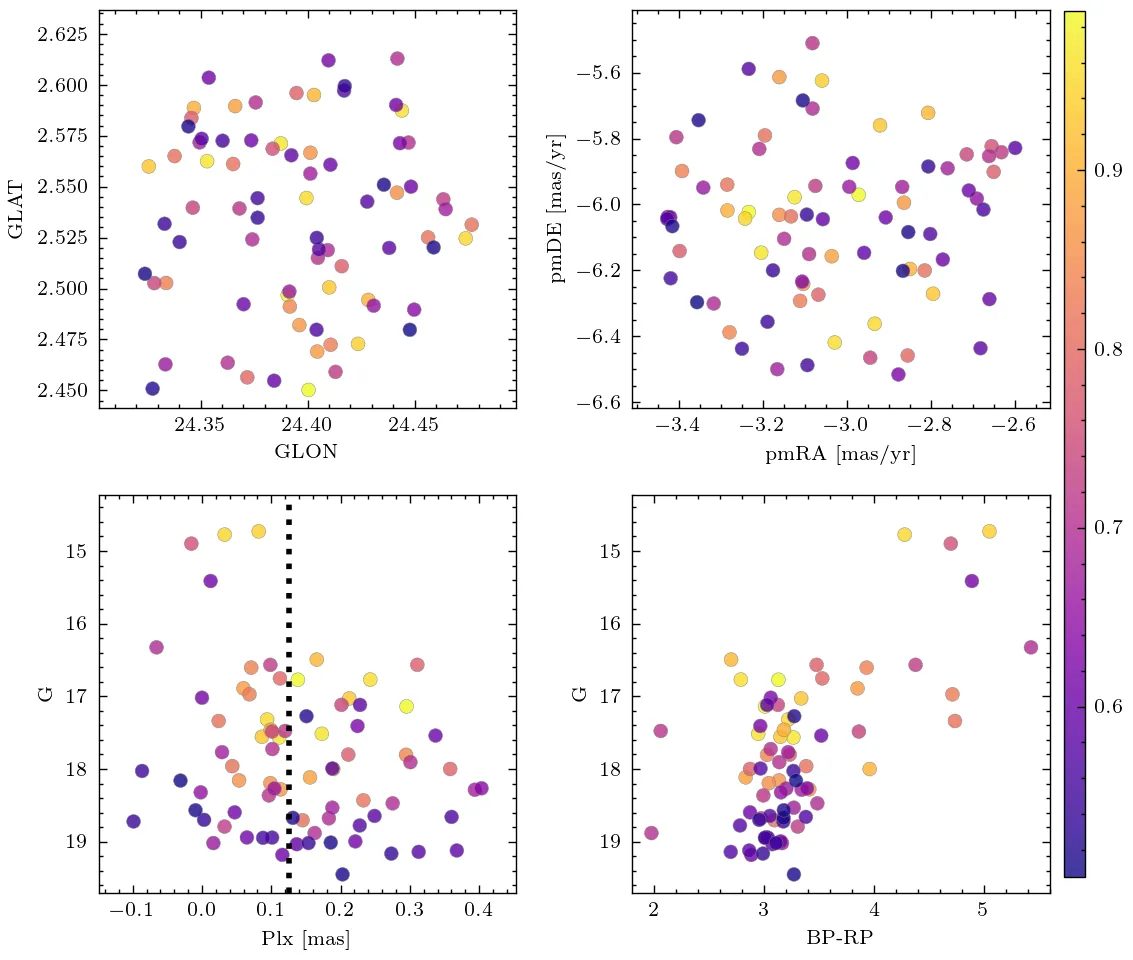 2.625
2.600
2.575
2.550
2.525
2.500
2.475
2.450
GLAT
24.35 24.40 24.45
GLON
−5.6
−5.8
−6.0
−6.2
−6.4
−6.6
pmDE [mas/yr]
−3.4 −3.2 −3.0 −2.8 −2.6
pmRA [mas/yr]
0.9
0.8
0.7
0.6
15
16
17
18
19
G
−0.1 0.0 0.1 0.2 0.3 0.4
Plx [mas]
15
16
17
18
19
G
2 3 4 5
BP-RP